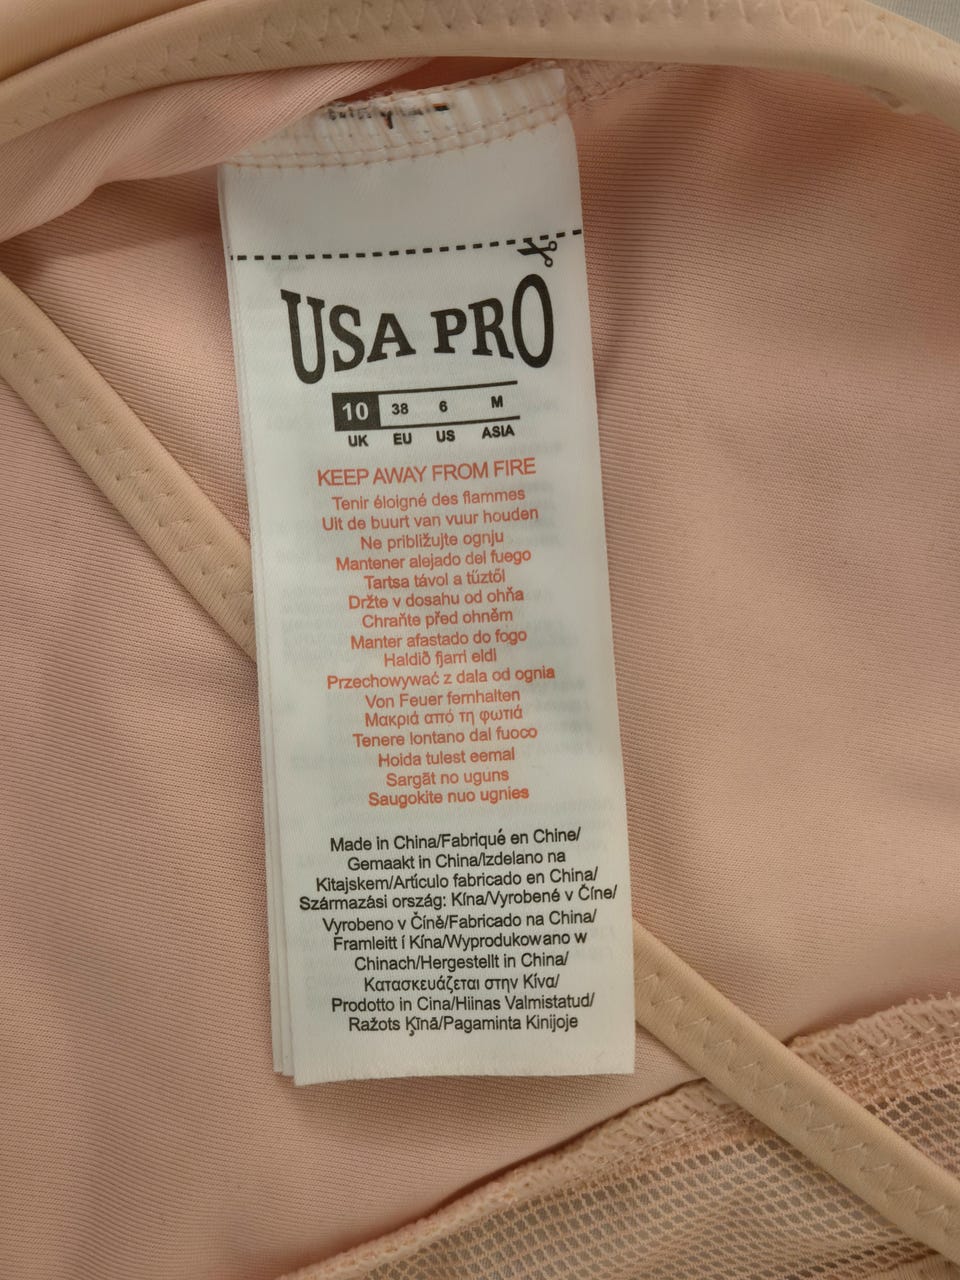 USA PRO
10 38 6 M
UK EU US ASIA
KEEP AWAY FROM FIRE
Tenir éloigné des flammes
Uit de buurt van vuur houden
Ne približujte ognju
Mantener alejado del fuego
Tartsa távol a tűztől
Držte v dosahu od ohňa
Chraňte před ohněm
Manter afastado do fogo
Haldið fjarri eldi
Przechowywać z dala od ognia
Von Feuer fernhalten
Μακριά από τη φωτιά
Tenere lontano dal fuoco
Hoida tulest eemal
Sargāt no uguns
Saugokite nuo ugnies
Made in China/Fabriqué en Chine/
Gemaakt in China/Izdelano na
Kitajskem/Artículo fabricado en China/
Származási ország: Kína/Vyrobené v Číne/
Vyrobeno v Číně/Fabricado na China/
Framleitt í Kína/Wyprodukowano w
Chinach/Hergestellt in China/
Κατασκευάζεται στην Κίνα/
Prodotto in Cina/Hiinas Valmistatud/
Ražots Ķīnā/Pagaminta Kinijoje